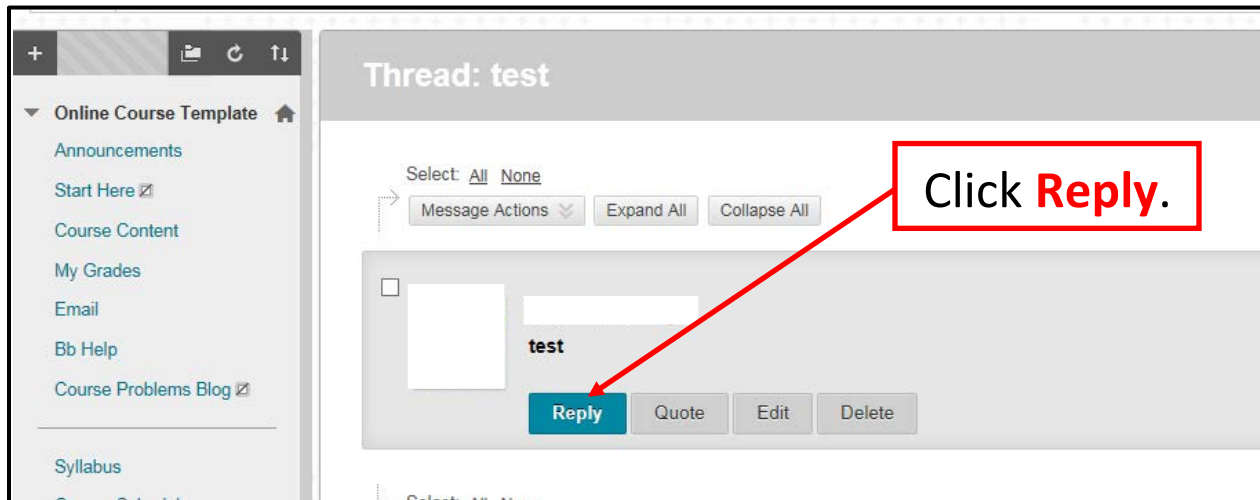 Online Course Template
Announcements
Start Here
Course Content
My Grades
Email
Bb Help
Course Problems Blog
Syllabus
Thread: test
Select: All None
Message Actions Expand All Collapse All
Click Reply.
test
Reply Quote Edit Delete